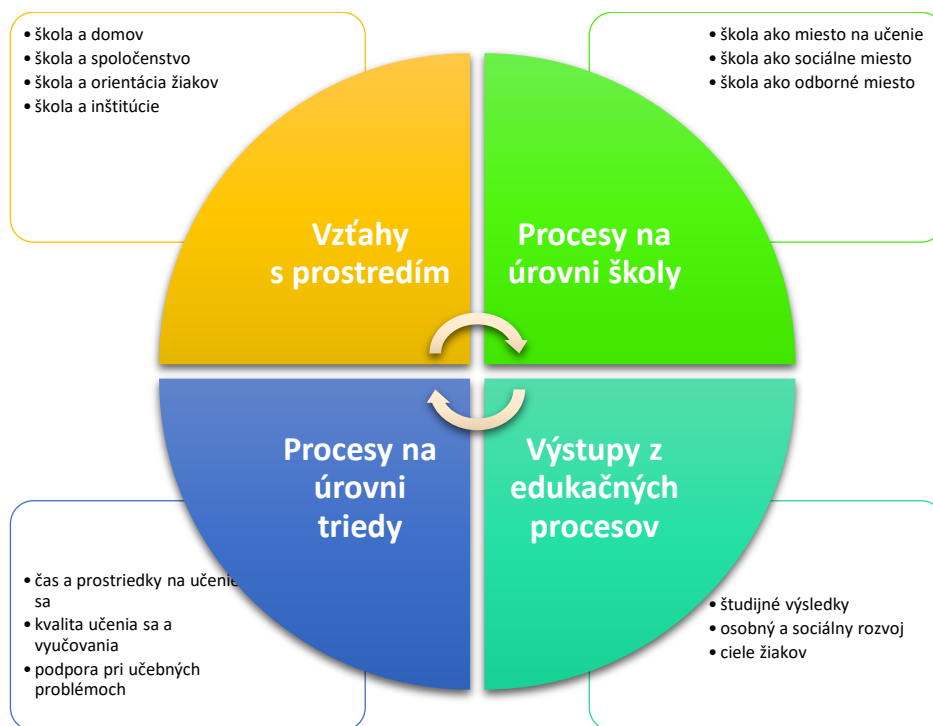 • škola a domov
• škola a spoločenstvo
• škola a orientácia žiakov
• škola a inštitúcie
• škola ako miesto na učenie
• škola ako sociálne miesto
• škola ako odborné miesto
Vzťahy
s prostredím
Procesy na
úrovni školy
Procesy na
úrovni
triedy
Výstupy z
edukačných
procesov
• čas a prostriedky na učenie
sa
• kvalita učenia sa a
vyučovania
• podpora pri učebných
problémoch
• študijné výsledky
• osobný a sociálny rozvoj
• ciele žiakov